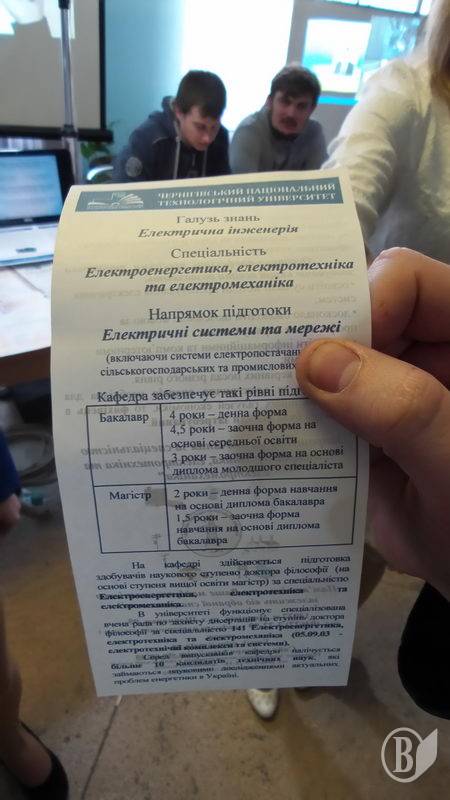 ЧЕРНІГІВСЬКИЙ НАЦІОНАЛЬНИЙ
ТЕХНОЛОГІЧНИЙ УНІВЕРСИТЕТ
Галузь знань
Електрична інженерія
Спеціальність
Електроенергетика, електротехніка
та електромеханіка
Напрямок підготоки
Електричні системи та мережі
(включаючи системи електропостачан
сільськогосподарських та промислових
Кафедра забезпечує такі рівні підго
Бакалавр
4 роки – денна форма
4,5 роки – заочна форма на
основі середньої освіти
3 роки – заочна форма на основі
диплома молодшого спеціаліста
Магістр
2 роки – денна форма навчання
на основі диплома бакалавра
1,5 роки – заочна форма
навчання на основі диплома
бакалавра
На кафедрі здійснюється підготовка
здобувачів наукового ступеню доктора філософії (на
основі ступеня вищої освіти магістр) за спеціальністю
Електроенергетика, електротехніка та
електромеханіка.
В університеті функціонує спеціалізована
вчена рада по захисту дисертацій на ступінь доктора
філософії за спеціальністю 141 Електроенергетика,
електротехніка та електромеханіка (05.09.03 -
електротехнічні комплекси та системи).
Серед випускників кафедри налічується
більше 10 кандидатів технічних наук, які
займаються науковими дослідженнями актуальних
проблем енергетики в Україні.
В